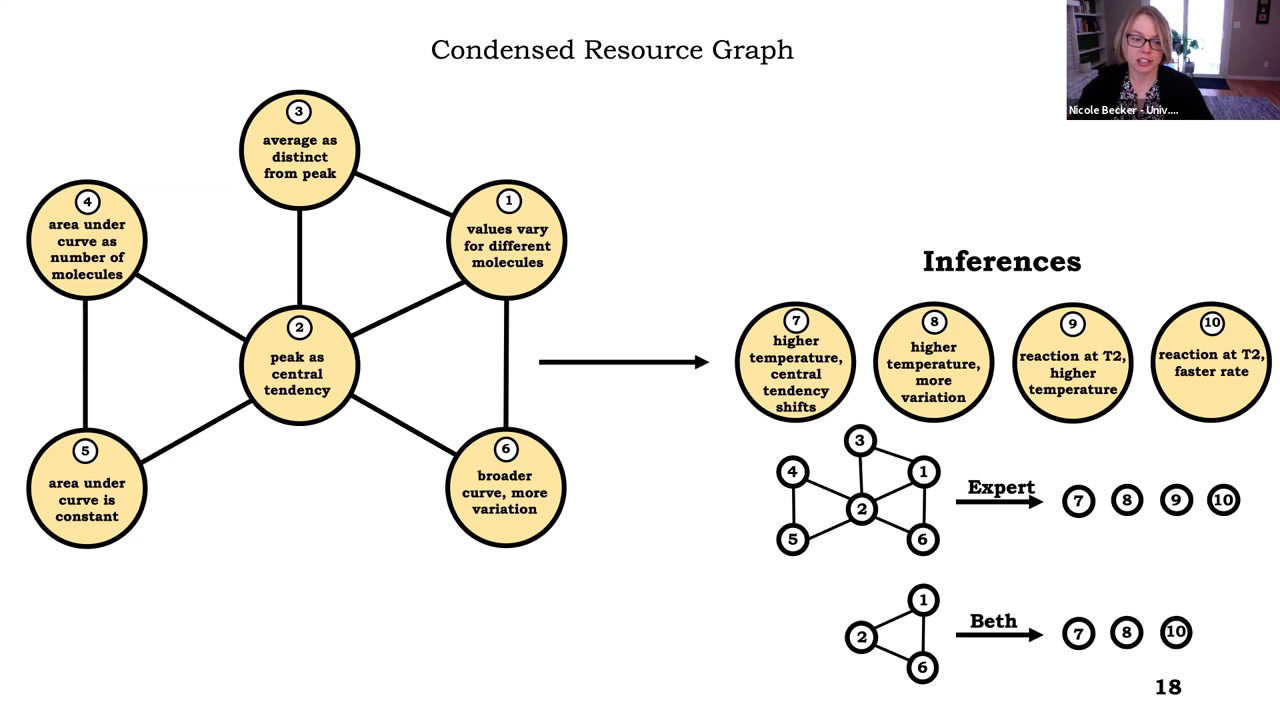 Condensed Resource Graph
Nicole Becker - Univ....
3
average as
distinct
from peak
4
area under
curve as
number of
molecules
1
values vary
for different
molecules
2
peak as
central
tendency
5
area under
curve is
constant
6
broader
curve, more
variation
Inferences
7
higher
temperature,
central
tendency
shifts
8
higher
temperature,
more
variation
9
reaction at T2,
higher
temperature
10
reaction at T2,
faster rate
3
4
1
2
5
6
Expert
7 8 9 10
1
2
6
Beth
7 8 10
18